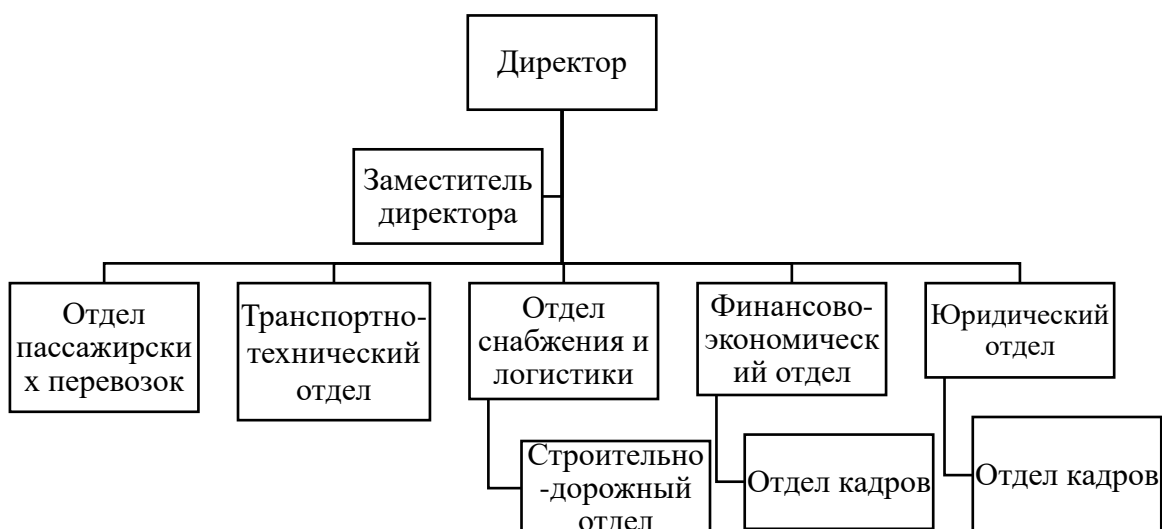 Директор
Заместитель
директора
Отдел
пассажирски
х перевозок
Транспортно-
технический
отдел
Отдел
снабжения и
логистики
Финансово-
экономическ
ий отдел
Юридический
отдел
Строительно
-дорожный
отдел
Отдел кадров
Отдел кадров